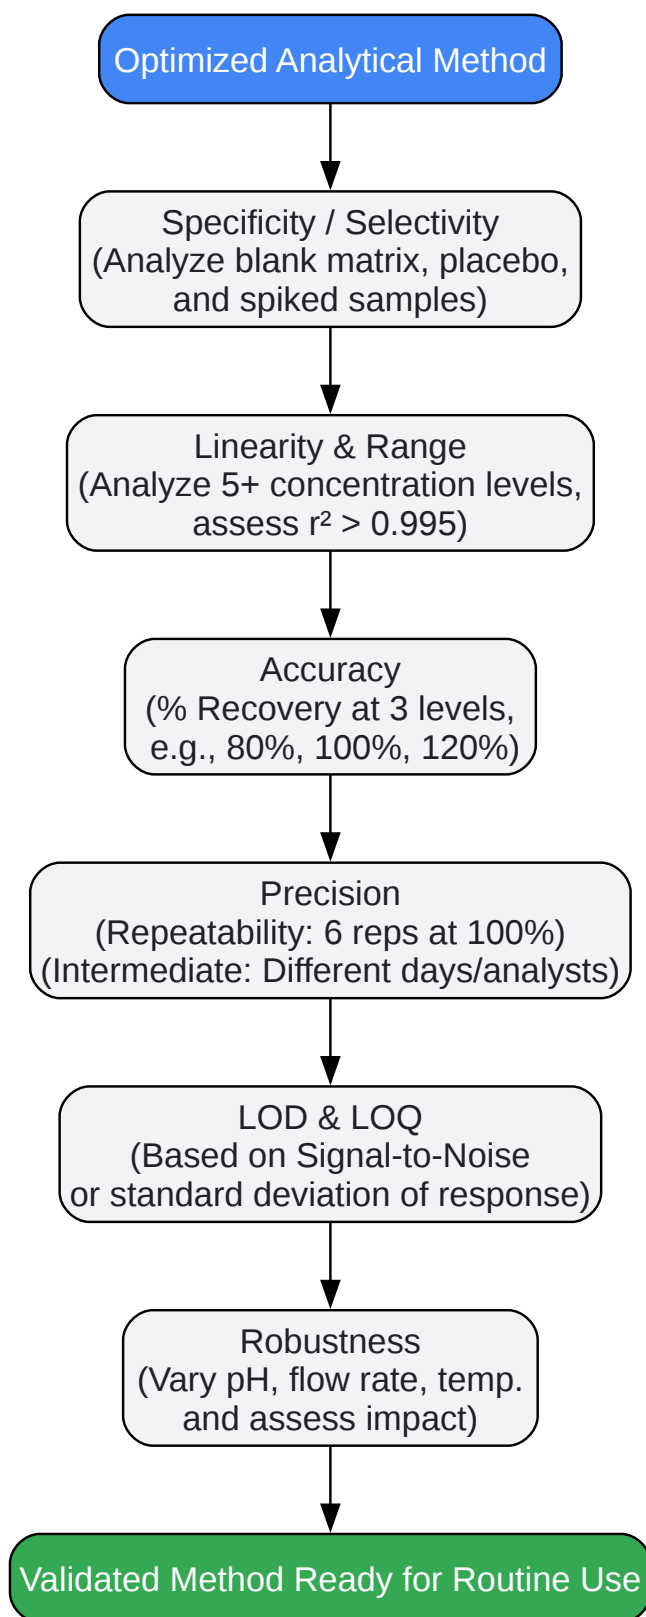 Optimized Analytical Method
Specificity / Selectivity
(Analyze blank matrix, placebo,
and spiked samples)
Linearity & Range
(Analyze 5+ concentration levels,
assess r² > 0.995)
Accuracy
(% Recovery at 3 levels,
e.g., 80%, 100%, 120%)
Precision
(Repeatability: 6 reps at 100%)
(Intermediate: Different days/analysts)
LOD & LOQ
(Based on Signal-to-Noise
or standard deviation of response)
Robustness
(Vary pH, flow rate, temp.
and assess impact)
Validated Method Ready for Routine Use